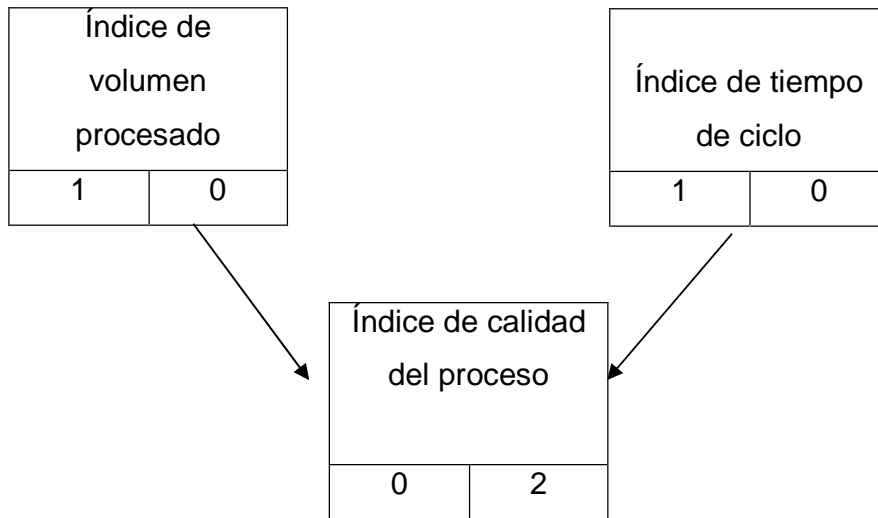 Índice de
volumen
procesado
1 0
Índice de tiempo
de ciclo
1 0
Índice de calidad
del proceso
0 2